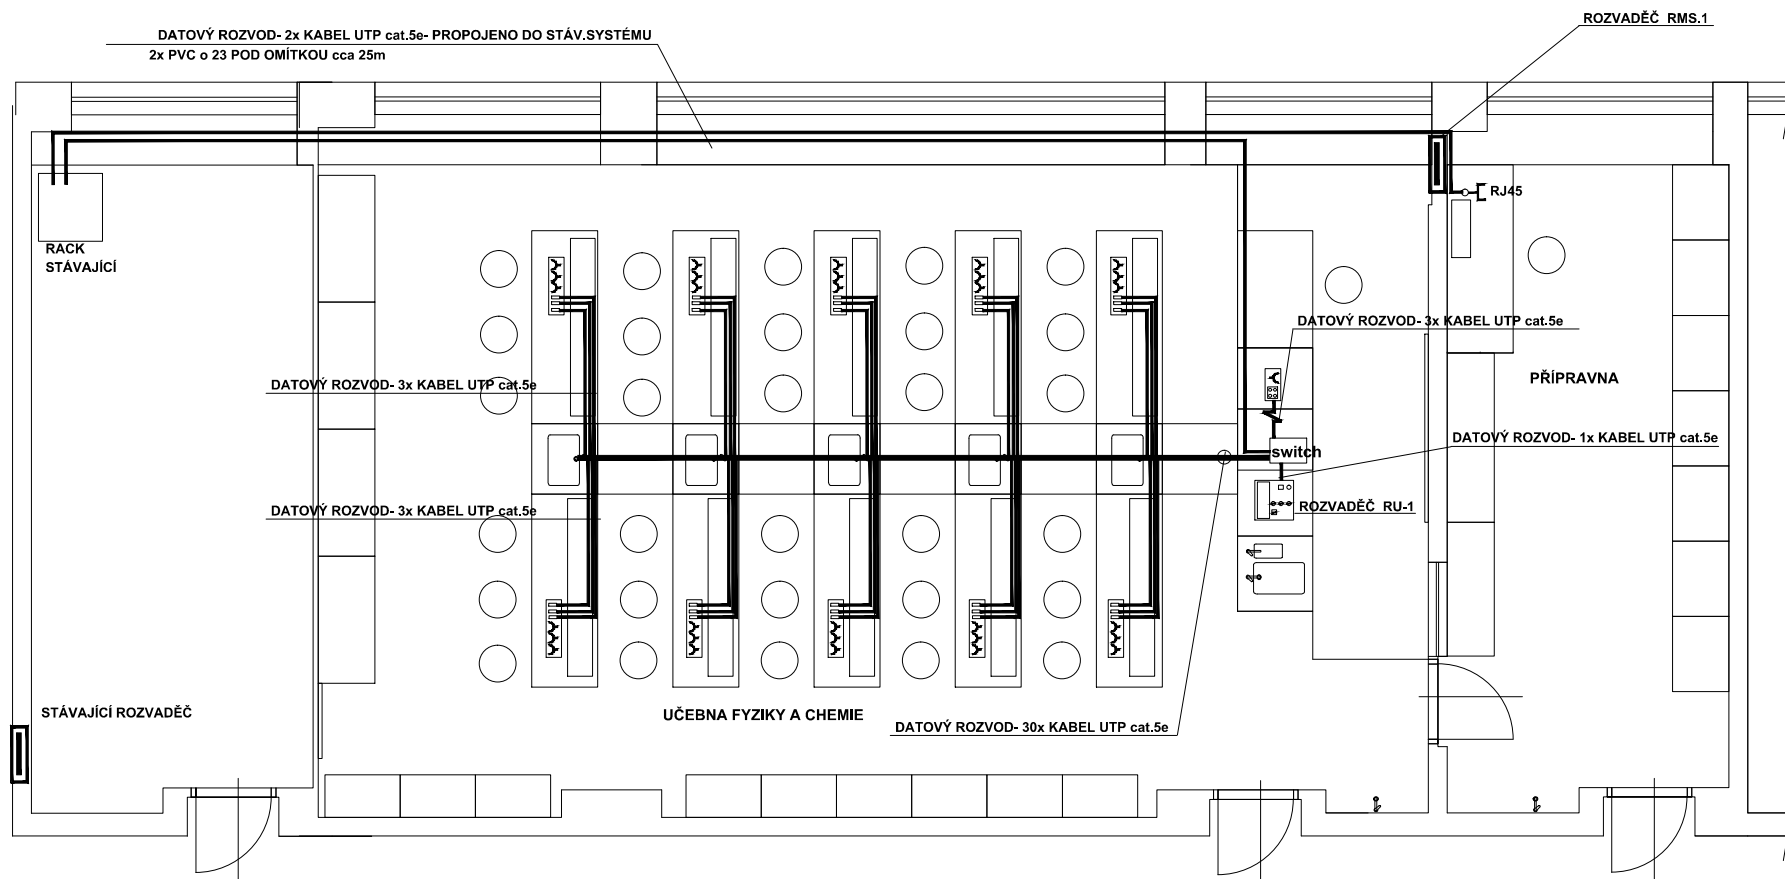 ROZVADĚČ RMS.1
DATOVÝ ROZVOD- 2x KABEL UTP cat.5e- PROPOJENO DO STÁV.SYSTÉMU
2x PVC o 23 POD OMÍTKOU cca 25m
RJ45
RACK
STÁVAJÍCÍ
DATOVÝ ROZVOD- 3x KABEL UTP cat.5e
DATOVÝ ROZVOD- 3x KABEL UTP cat.5e
PŘÍPRAVNA
DATOVÝ ROZVOD- 1x KABEL UTP cat.5e
switch
DATOVÝ ROZVOD- 3x KABEL UTP cat.5e
ROZVADĚČ RU-1
STÁVAJÍCÍ ROZVADĚČ
UČEBNA FYZIKY A CHEMIE
DATOVÝ ROZVOD- 30x KABEL UTP cat.5e